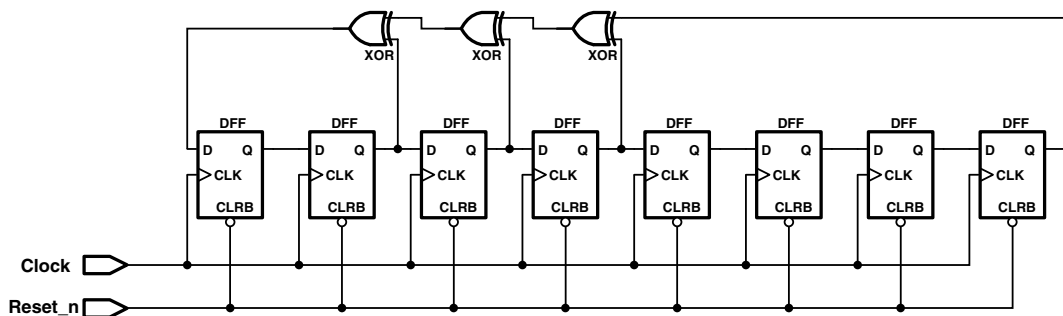 XOR XOR XOR
DFF DFF DFF DFF DFF DFF DFF DFF
D Q D Q D Q D Q D Q D Q D Q D Q
CLK CLK CLK CLK CLK CLK CLK CLK
CLRB CLRB CLRB CLRB CLRB CLRB CLRB CLRB
Clock
Reset_n